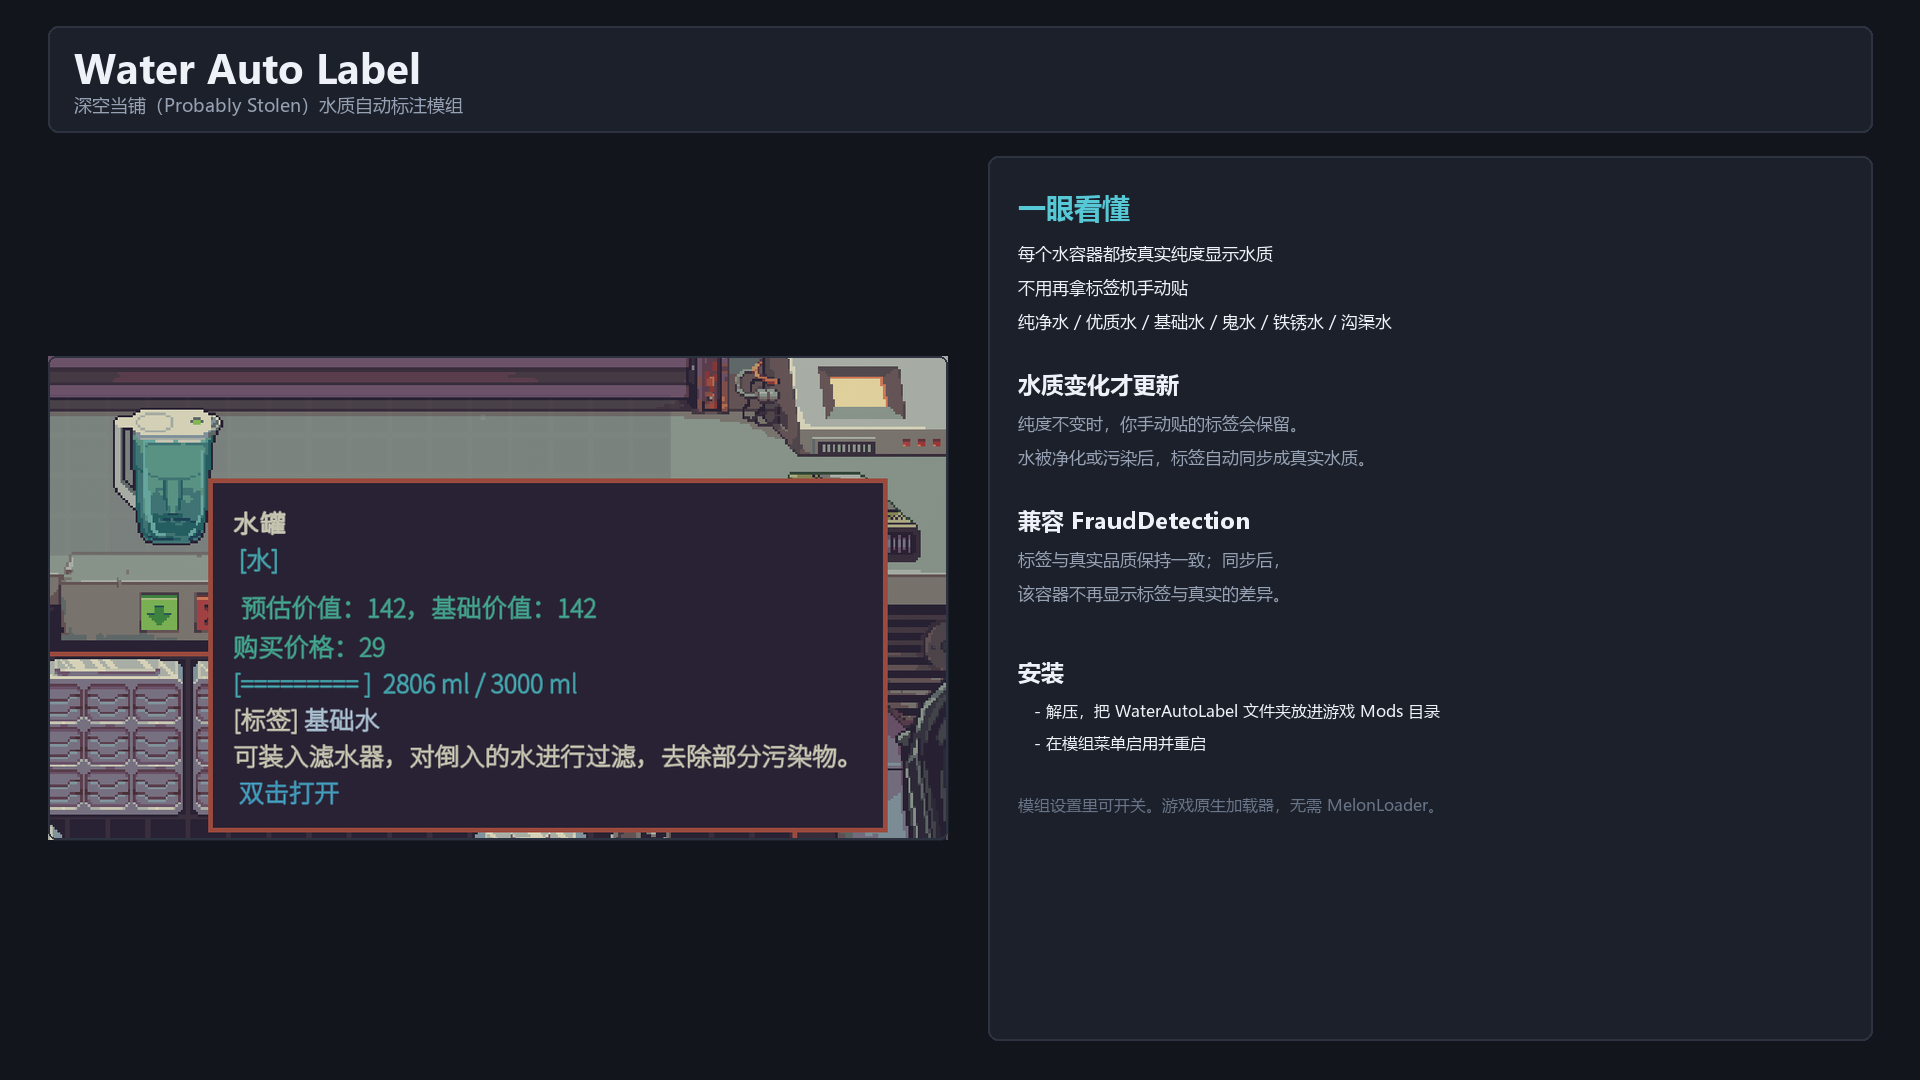 Water Auto Label
深空当铺（Probably Stolen）水质自动标注模组
水罐
[水]
预估价值：142，基础价值：142
购买价格：29
[========= ] 2806 ml / 3000 ml
[标签] 基础水
可装入滤水器，对倒入的水进行过滤，去除部分污染物。
双击打开
一眼看懂
每个水容器都按真实纯度显示水质
不用再拿标签机手动贴
纯净水 / 优质水 / 基础水 / 鬼水 / 铁锈水 / 沟渠水
水质变化才更新
纯度不变时，你手动贴的标签会保留。
水被净化或污染后，标签自动同步成真实水质。
兼容 FraudDetection
标签与真实品质保持一致；同步后，
该容器不再显示标签与真实的差异。
安装
- 解压，把 WaterAutoLabel 文件夹放进游戏 Mods 目录
- 在模组菜单启用并重启
模组设置里可开关。游戏原生加载器，无需 MelonLoader。